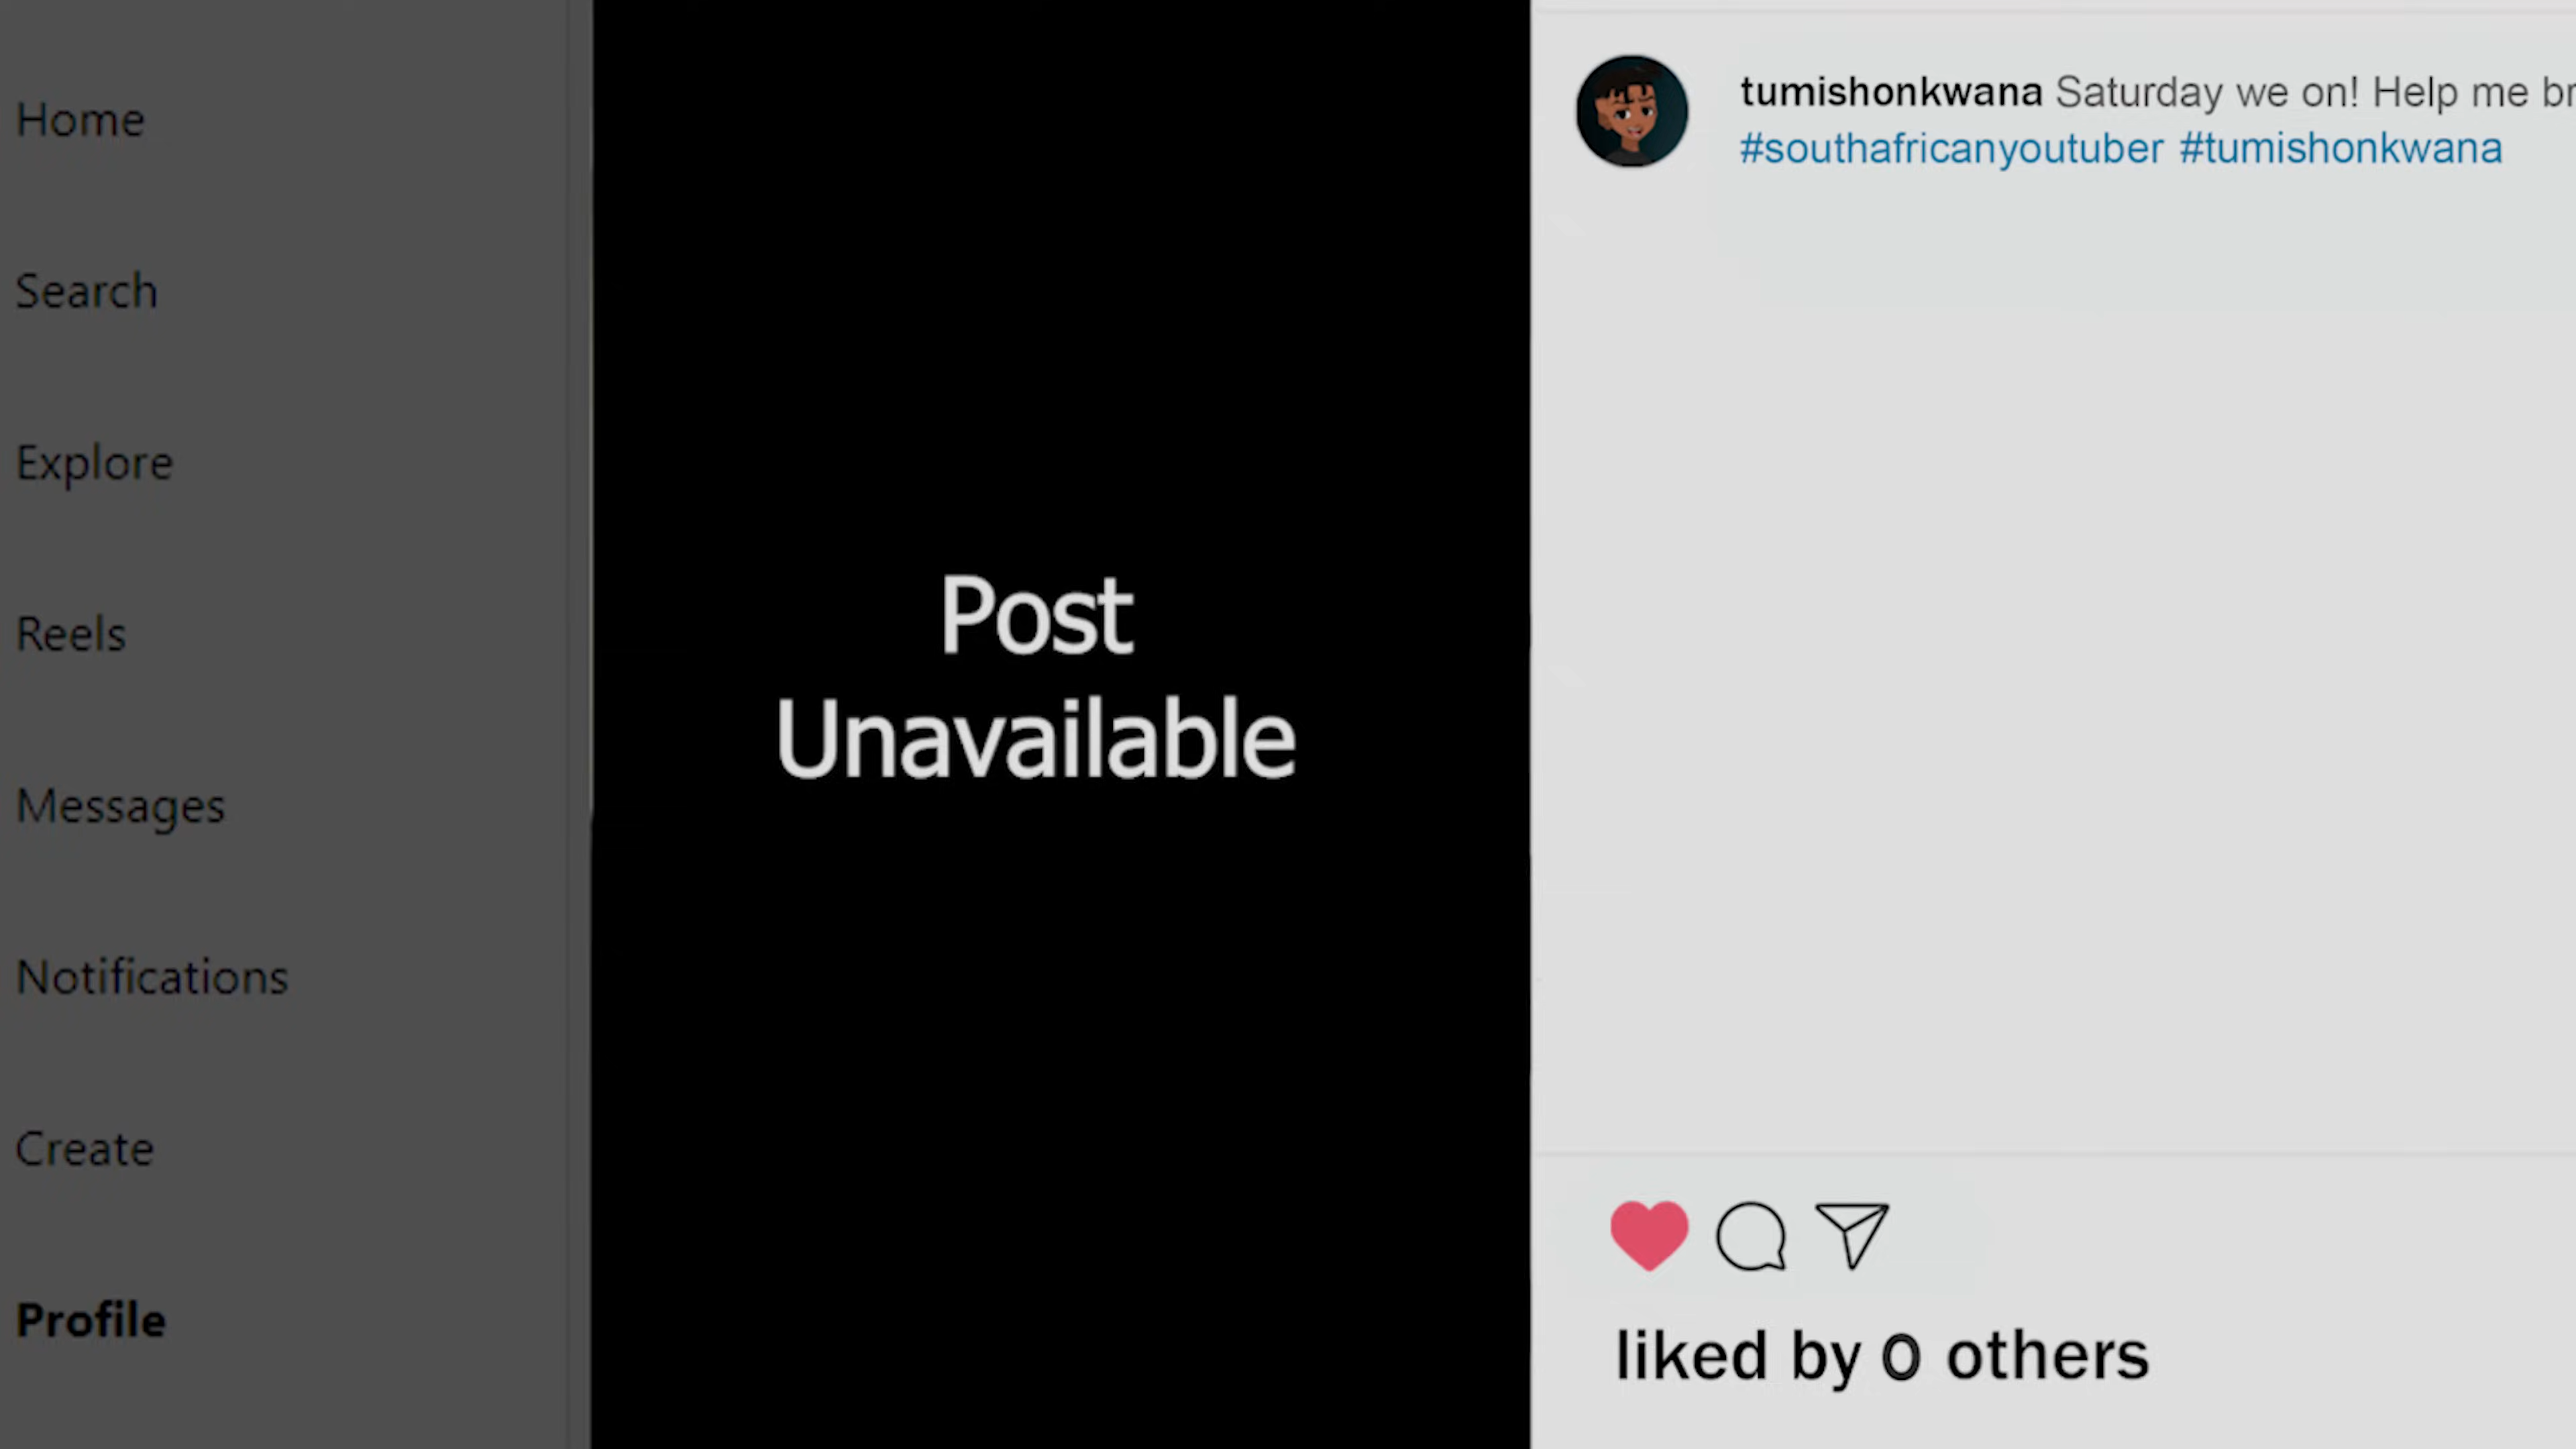 Home
Search
Explore
Reels
Messages
Notifications
Create
Profile
Post
Unavailable
tumishonkwana Saturday we on! Help me
#southafricanyoutuber #tumishonkwana
liked by 0 others